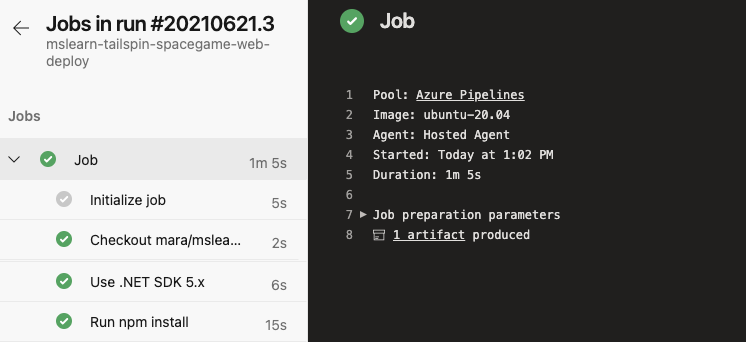 Jobs in run #20210621.3
mslearn-tailspin-spacegame-web-
deploy
Jobs
Job 1m 5s
Initialize job 5s
Checkout mara/mslea... 2s
Use .NET SDK 5.x 6s
Run npm install 15s
Job
1 Pool: Azure Pipelines
2 Image: ubuntu-20.04
3 Agent: Hosted Agent
4 Started: Today at 1:02 PM
5 Duration: 1m 5s
6
7 Job preparation parameters
8 1 artifact produced